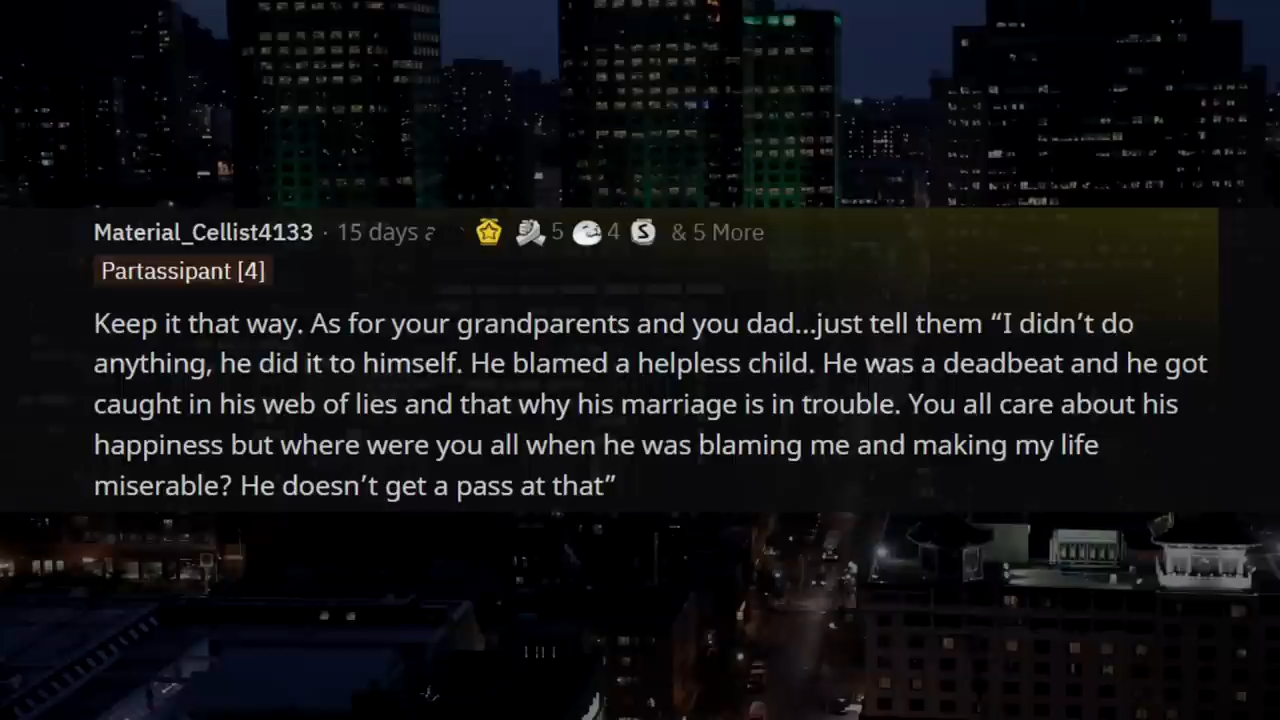 Material_Cellist4133 · 15 days 5 4 & 5 More
Partassipant [4]
Keep it that way. As for your grandparents and you dad...just tell them “I didn’t do
anything, he did it to himself. He blamed a helpless child. He was a deadbeat and he got
caught in his web of lies and that why his marriage is in trouble. You all care about his
happiness but where were you all when he was blaming me and making my life
miserable? He doesn’t get a pass at that”